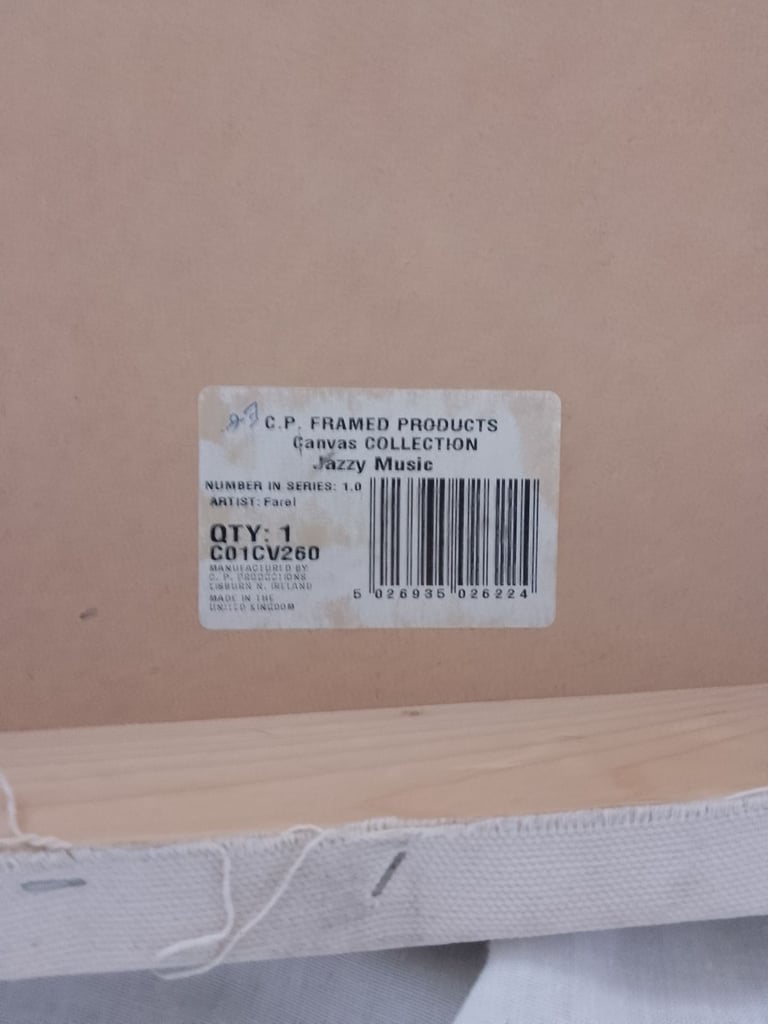 C.P. FRAMED PRODUCTS
Canvas COLLECTION
Jazzy Music
NUMBER IN SERIES: 1.0
ARTIST: Farel
QTY: 1
C01CV260
MANUFACTURED BY
C. P. PRODUCTIONS
LISBURN N. IRELAND
MADE IN THE
UNITED KINGDOM
5 026935 026224